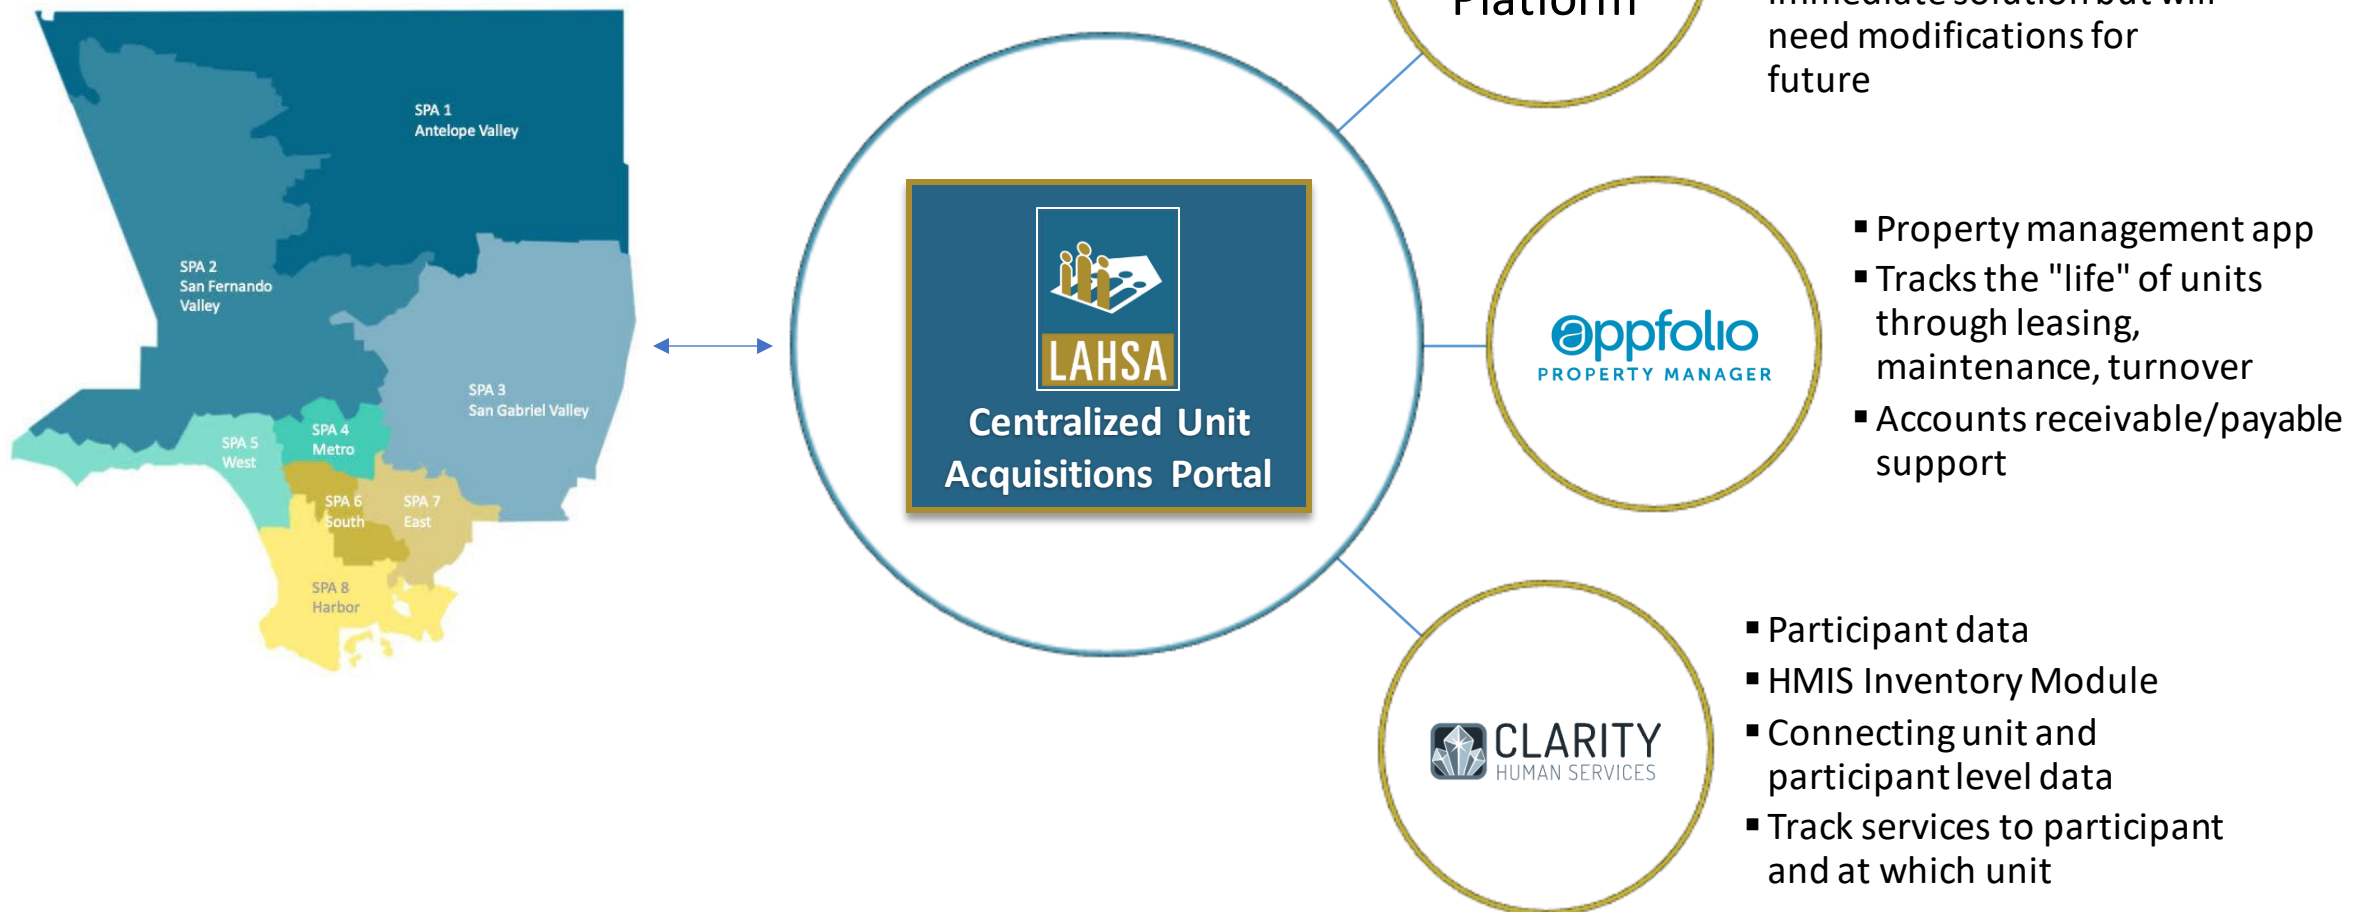 SPA 1
Antelope Valley
SPA 2
San Fernando
Valley
SPA 3
San Gabriel Valley
SPA 4
Metro
SPA 5
West
SPA 6
South
SPA 7
East
SPA 8
Harbor
LAHSA
Centralized Unit
Acquisitions Portal
Platform
immediate solution but will
need modifications for
future
appfolio
PROPERTY MANAGER
▪ Property management app
▪ Tracks the "life" of units
through leasing,
maintenance, turnover
▪ Accounts receivable/payable
support
CLARITY
HUMAN SERVICES
▪ Participant data
▪ HMIS Inventory Module
▪ Connecting unit and
participant level data
▪ Track services to participant
and at which unit